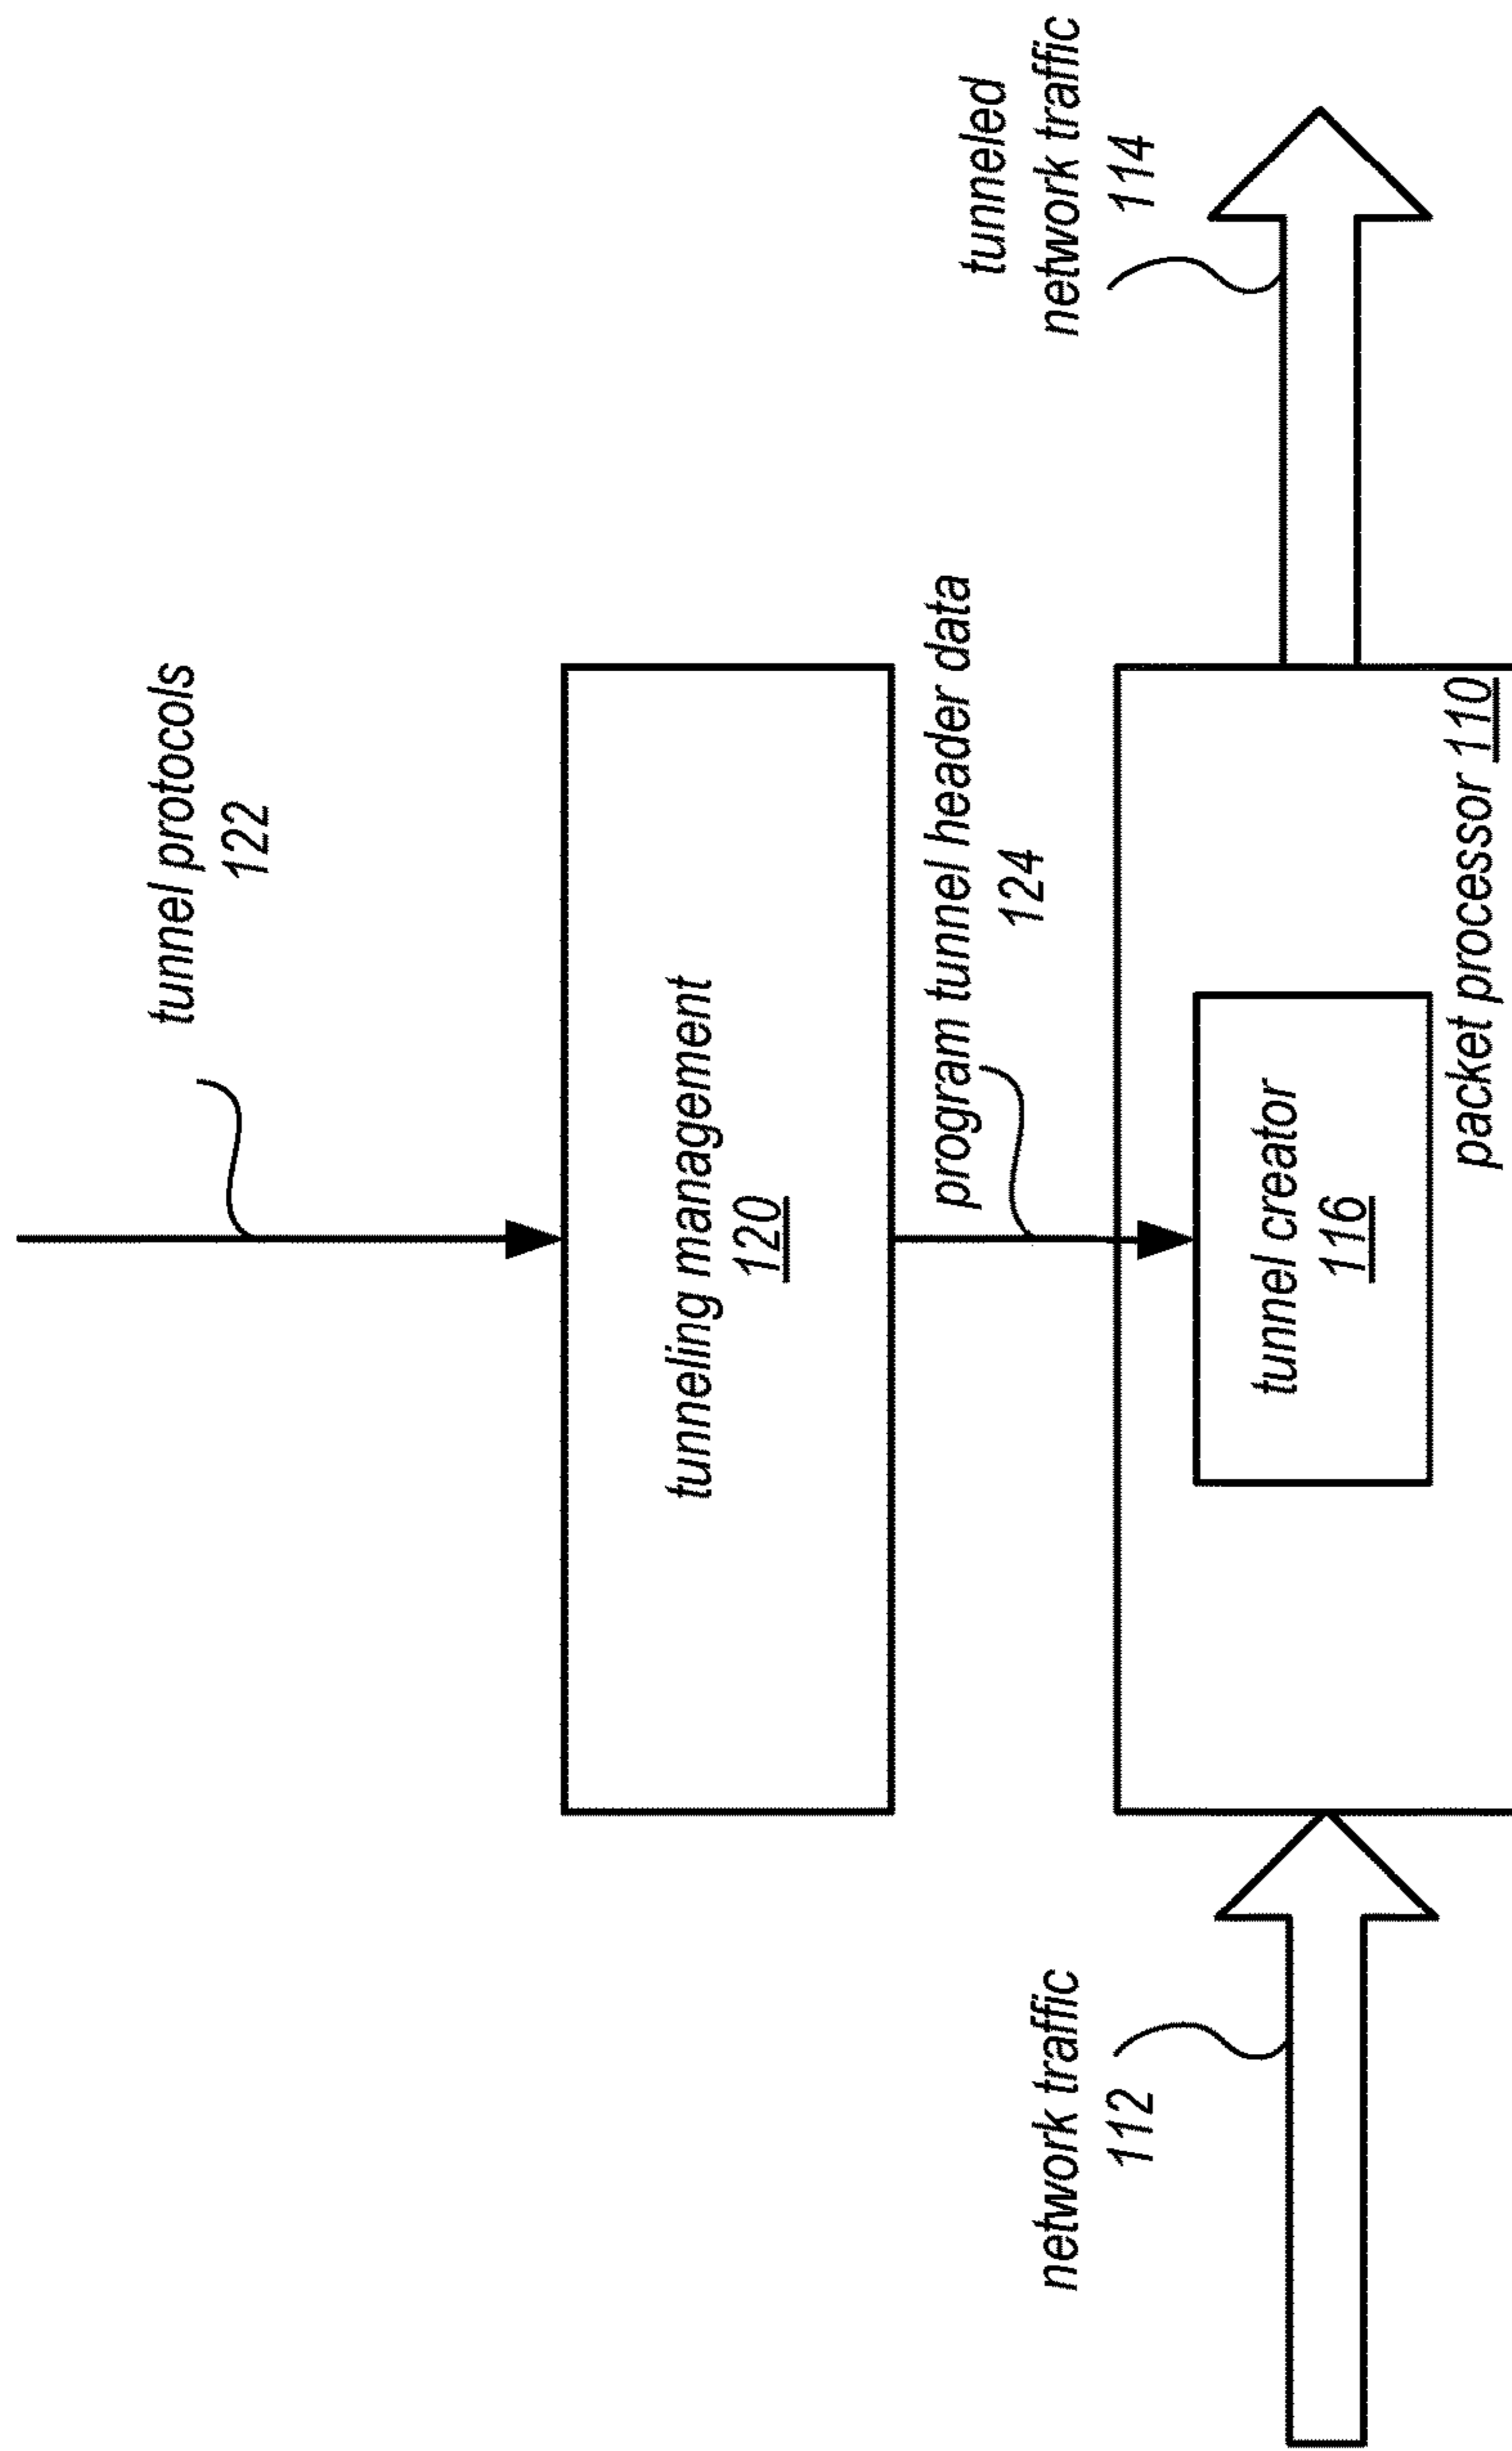 tunnel protocols
122
tunneling management
120
program tunnel header data
124
network traffic
112
tunneled
network traffic
114
tunnel creator
116
packet processor 110